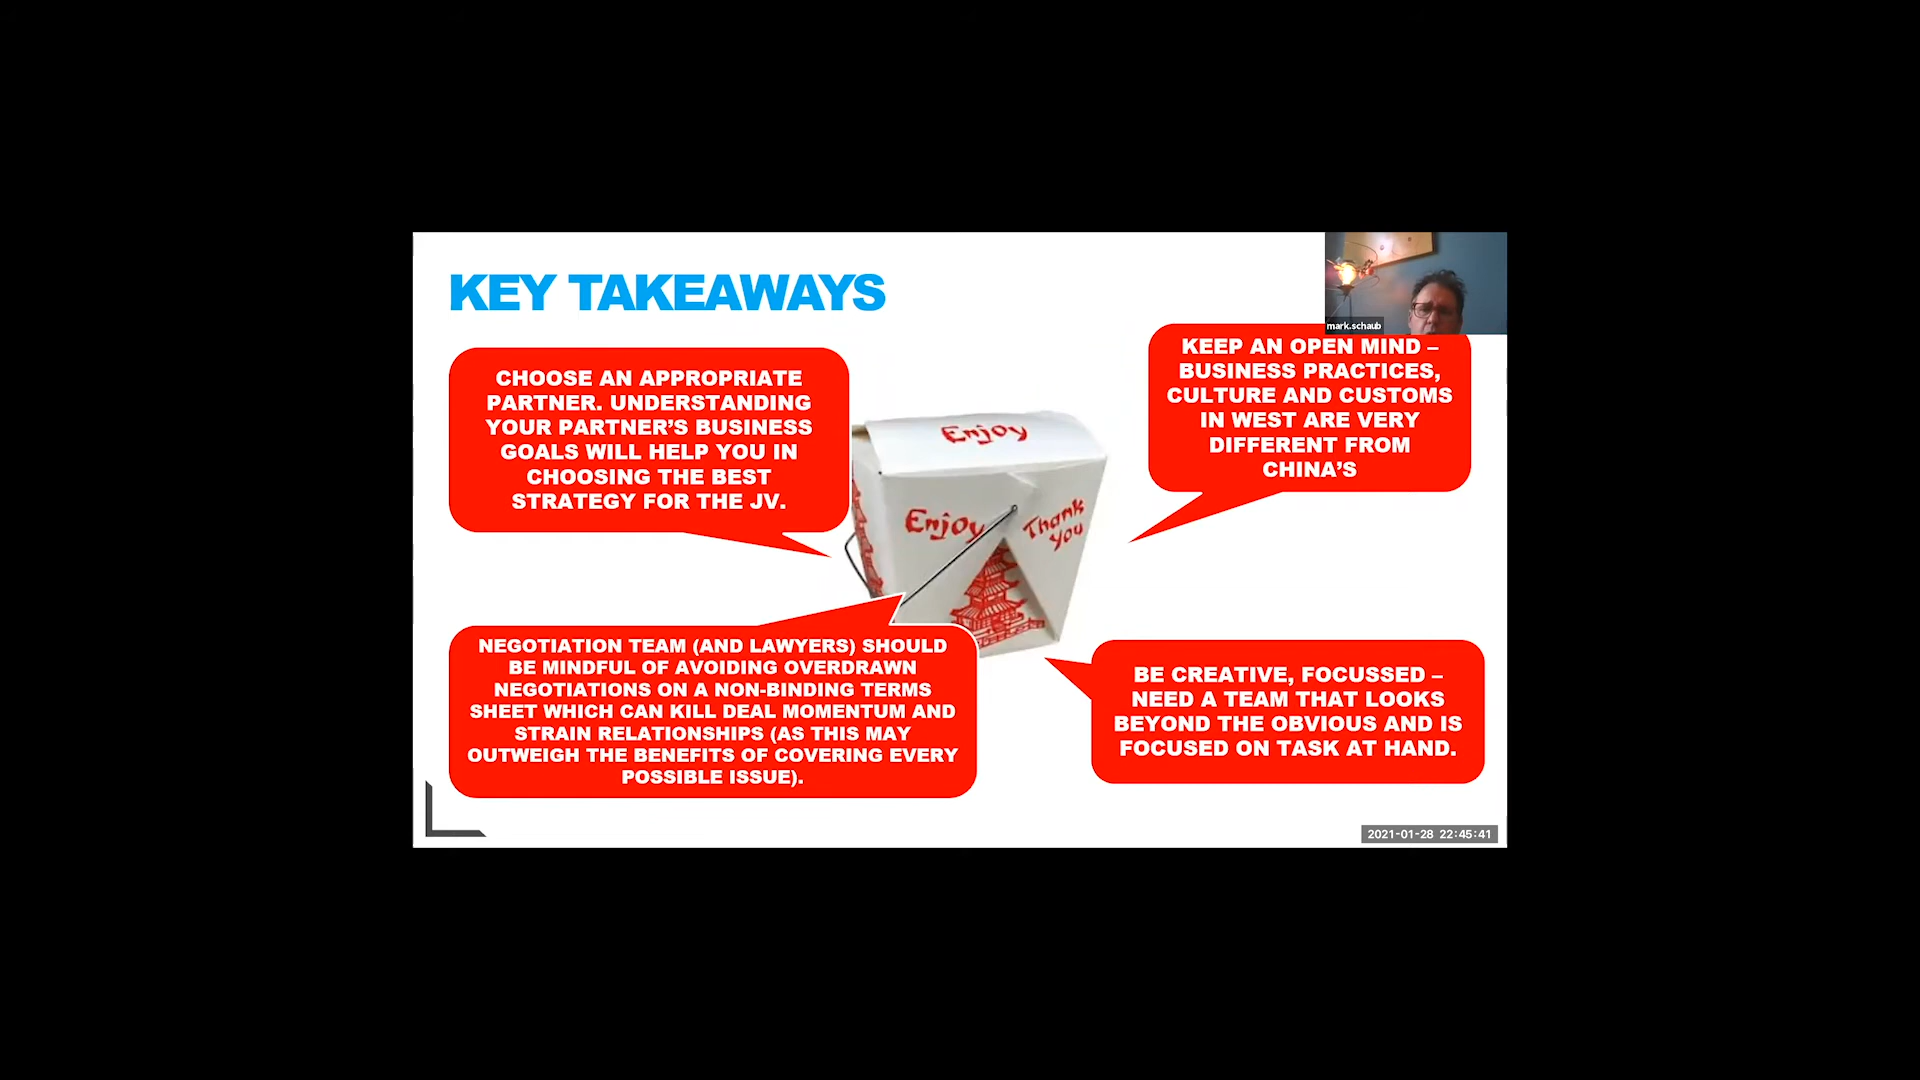 KEY TAKEAWAYS
mark.schaub
CHOOSE AN APPROPRIATE
PARTNER. UNDERSTANDING
YOUR PARTNER’S BUSINESS
GOALS WILL HELP YOU IN
CHOOSING THE BEST
STRATEGY FOR THE JV.
KEEP AN OPEN MIND –
BUSINESS PRACTICES,
CULTURE AND CUSTOMS
IN WEST ARE VERY
DIFFERENT FROM
CHINA’S
Enjoy
Enjoy
Thank
you
NEGOTIATION TEAM (AND LAWYERS) SHOULD
BE MINDFUL OF AVOIDING OVERDRAWN
NEGOTIATIONS ON A NON-BINDING TERMS
SHEET WHICH CAN KILL DEAL MOMENTUM AND
STRAIN RELATIONSHIPS (AS THIS MAY
OUTWEIGH THE BENEFITS OF COVERING EVERY
POSSIBLE ISSUE).
BE CREATIVE, FOCUSSED –
NEED A TEAM THAT LOOKS
BEYOND THE OBVIOUS AND IS
FOCUSED ON TASK AT HAND.
2021-01-28 22:45:41